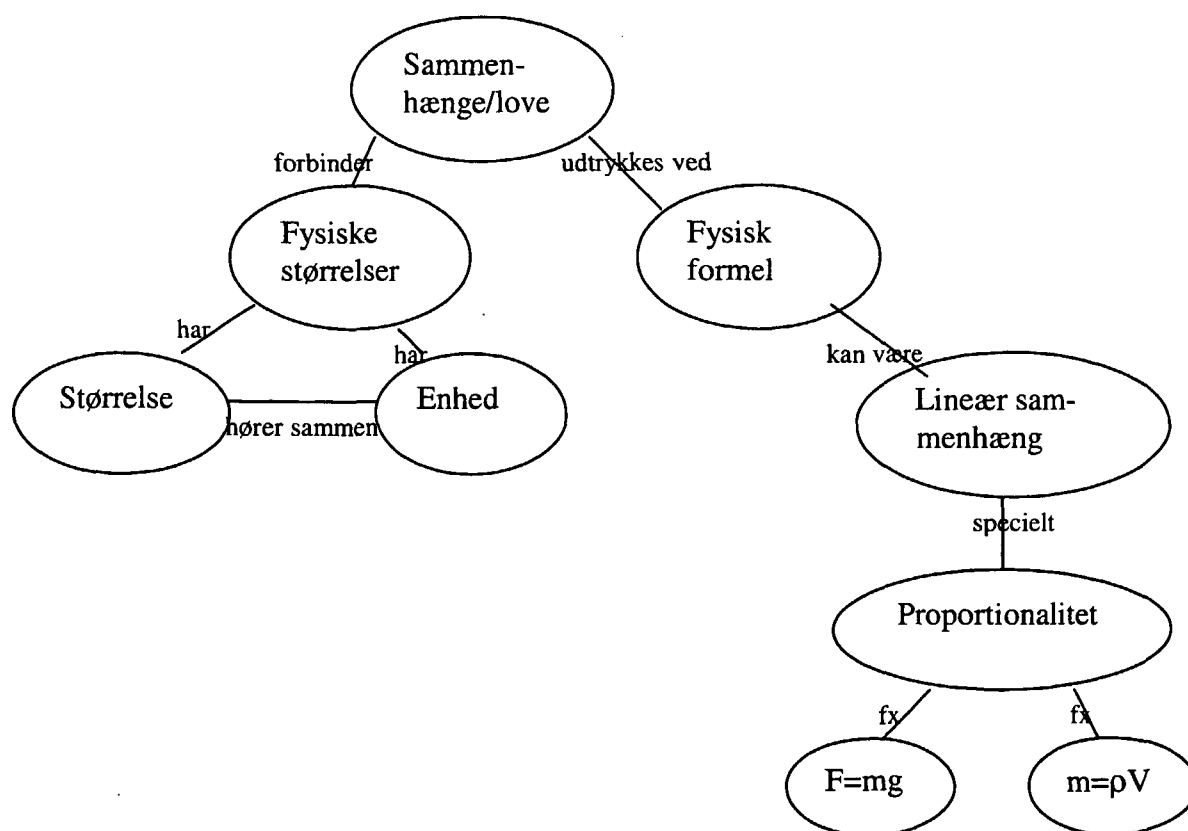 Sammen-
hænge/love
forbinder
udtrykkes ved
Fysiske
størrelser
Fysisk
formel
har
har
kan være
Størrelse
Enhed
hører sammen
Lineær sam-
menhæng
specielt
Proportionalitet
fx
fx
F=mg
m=ρV